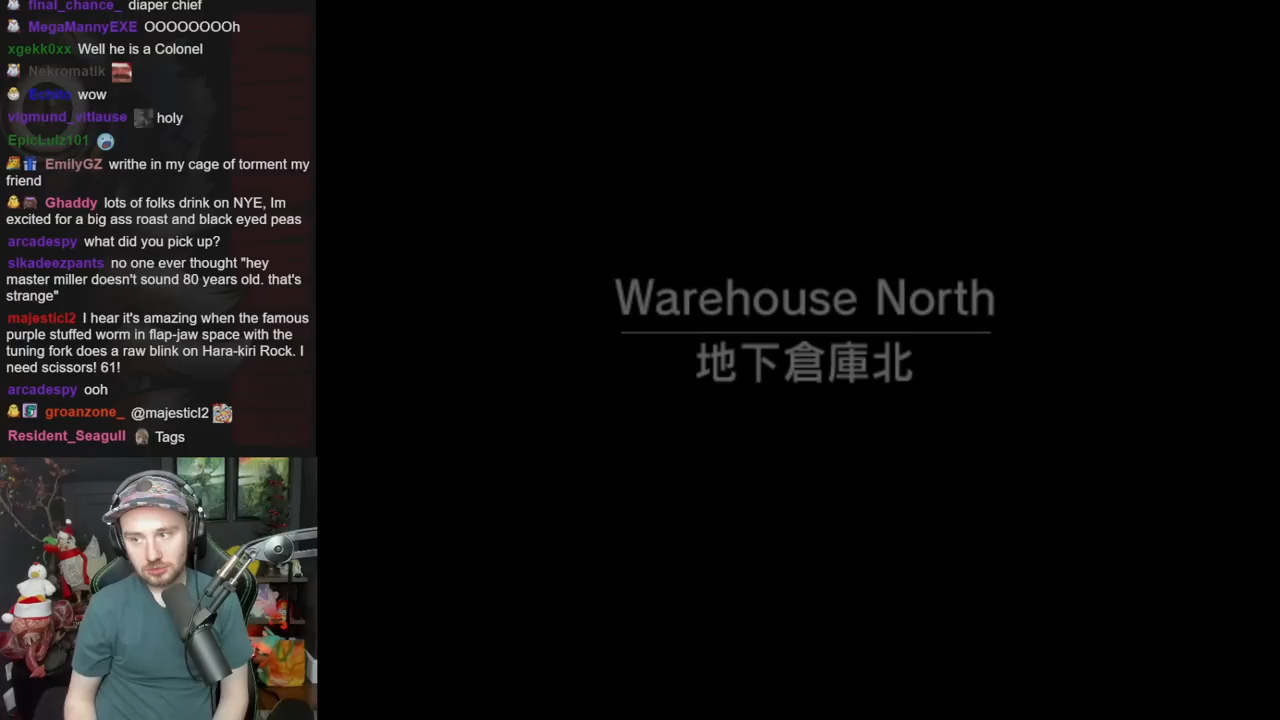 final_chance_ diaper chief
MegaMannyEXE OOOOOOOOh
xgekk0xx Well he is a Colonel
Nekromatik
wow
vigmund_vitlause holy
EpicLulz101
EmilyGZ writhe in my cage of torment my
friend
Ghaddy lots of folks drink on NYE, Im
excited for a big ass roast and black eyed peas
arcadespy what did you pick up?
sikadeezpants no one ever thought "hey
master miller doesn't sound 80 years old. that's
strange"
majesticl2 I hear it's amazing when the famous
purple stuffed worm in flap-jaw space with the
tuning fork does a raw blink on Hara-kiri Rock. I
need scissors! 61!
arcadespy ooh
groanzone_ @majesticl2
Resident_Seagull Tags
Warehouse North
地下倉庫北